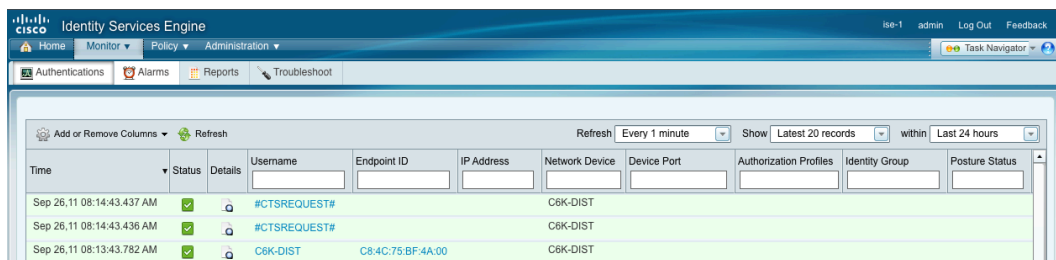 cisco Identity Services Engine ise-1 admin Log Out Feedback
Home Monitor Policy Administration Task Navigator ?
Authentications Alarms Reports Troubleshoot
Add or Remove Columns Refresh Refresh Every 1 minute Show Latest 20 records within Last 24 hours
Time Status Details Username Endpoint ID IP Address Network Device Device Port Authorization Profiles Identity Group Posture Status
Sep 26,11 08:14:43.437 AM #CTSREQUEST# C6K-DIST
Sep 26,11 08:14:43.436 AM #CTSREQUEST# C6K-DIST
Sep 26,11 08:13:43.782 AM C6K-DIST C8:4C:75:BF:4A:00 C6K-DIST